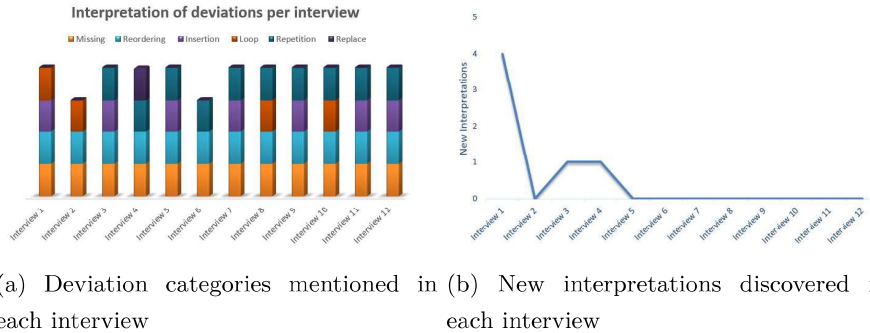 Interpretation of deviations per interview
Missing Reordering Insertion Loop Repetition Replace
Interview 1
Interview 2
Interview 3
Interview 4
Interview 5
Interview 6
Interview 7
Interview 8
Interview 9
Interview 10
Interview 11
Interview 12
5
4
3
2
1
0
New Interpretations
Interview 1
Interview 2
Interview 3
Interview 4
Interview 5
Interview 6
Interview 7
Interview 8
Interview 9
Interview 10
Interview 11
Interview 12
(a) Deviation categories mentioned in
each interview
(b) New interpretations discovered
each interview